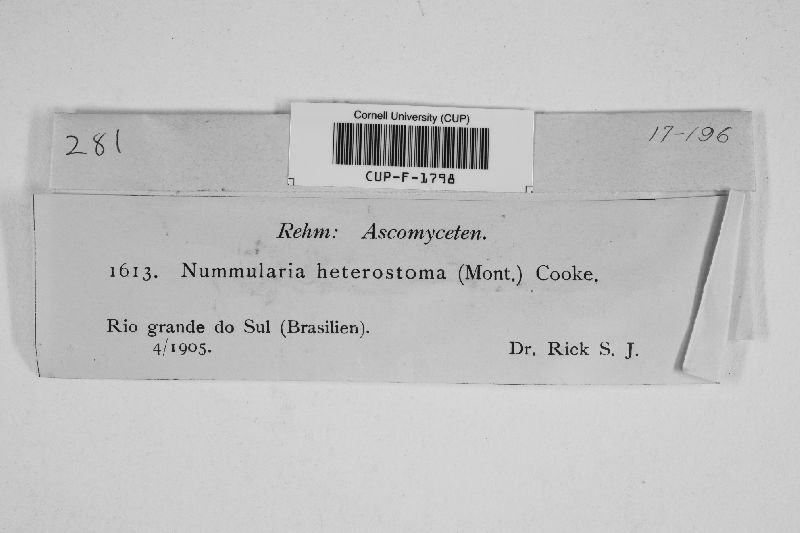 281
Cornell University (CUP)
CUP-F-1798
17-196
Rehm: Ascomyceten.
1613. Nummularia heterostoma (Mont.) Cooke.
Rio grande do Sul (Brasilien).
4/1905.
Dr. Rick S. J.